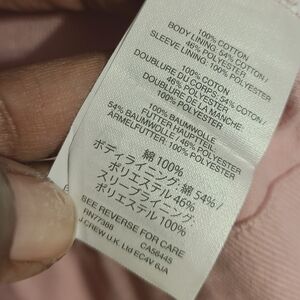 100% COTTON
BODY LINING: 54% COTTON /
46% POLYESTER
SLEEVE LINING: 100% POLYESTER
100% COTON
DOUBLURE DU CORPS: 54% COTON /
46% POLYESTER
DOUBLURE DE LA MANCHE:
100% POLYESTER
100% BAUMWOLLE
FUTTER HAUPTTEIL:
54% BAUMWOLLE / 46% POLYESTER
ÄRMELFUTTER: 100% POLYESTER
綿 100%
ボディライニング: 綿 54% /
ポリエステル 46%
スリーブライニング:
ポリエステル 100%
SEE REVERSE FOR CARE
RN77388 CA56445
J.CREW U.K. Ltd EC4V 6JA